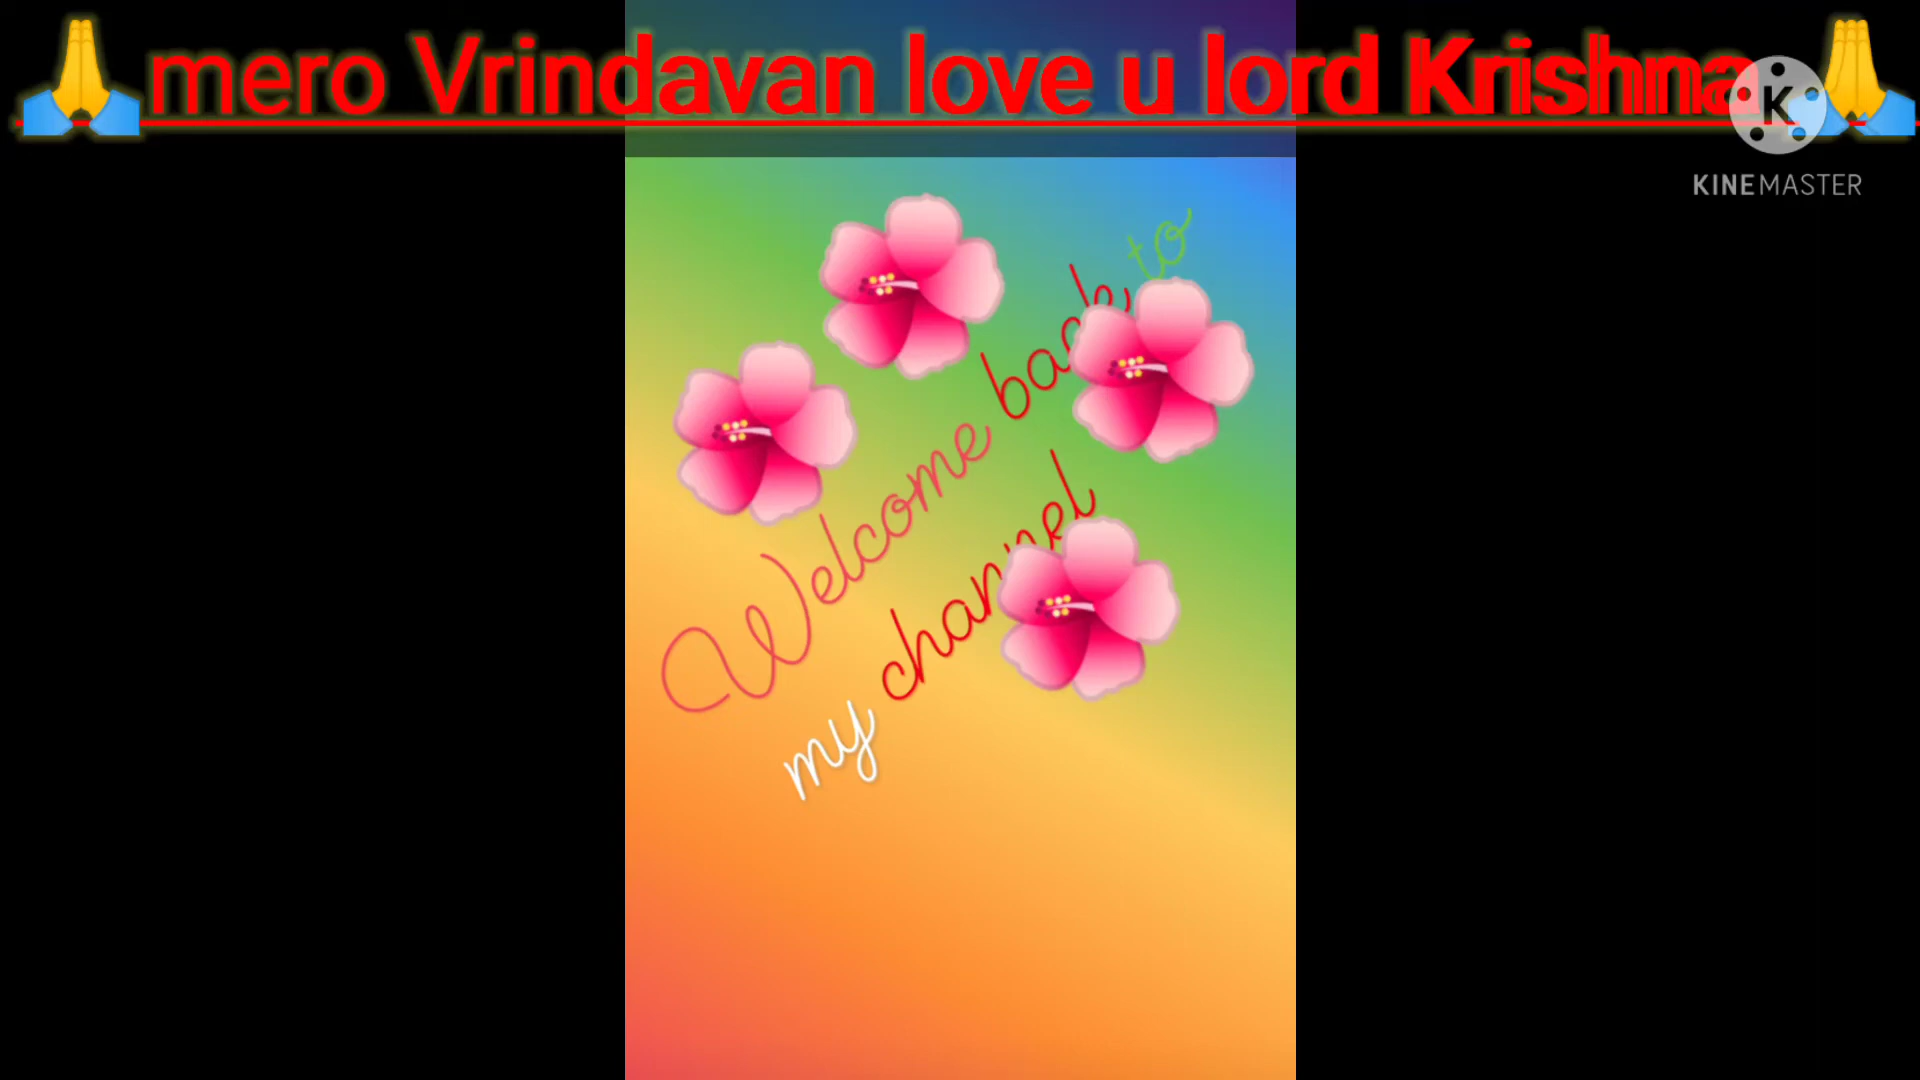 🙏mero Vrindavan love u lord Krishna🙏
K
KINEMASTER
Welcome back to
my channel